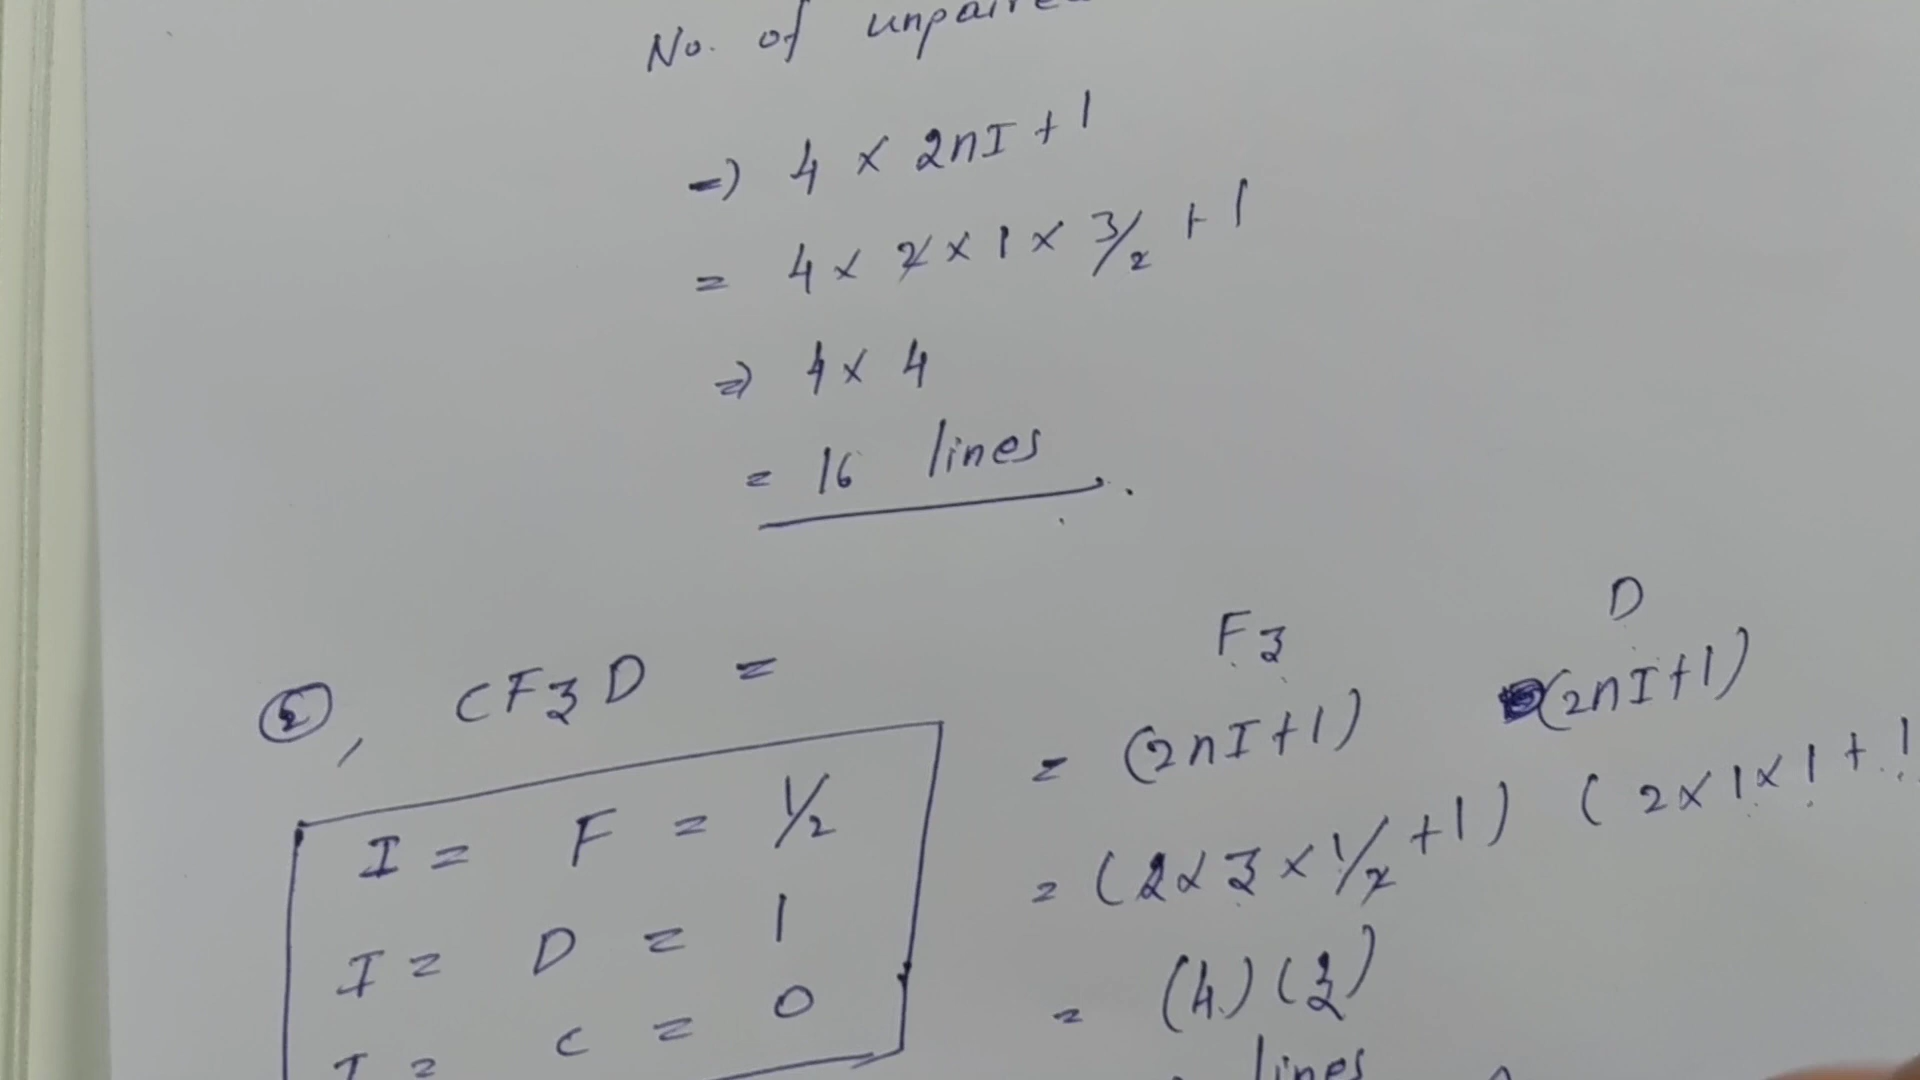 No. of
=) 4 × 2nI + 1
= 4 × 2 × 1 × 3/2 + 1
=) 4 × 4
= 16 lines
CF3D =
F3 D
= (2nI+1) (2nI+1)
= (2×3×1/2+1) (2×1×1+1
= (4)(3)
lines
I = F = 1/2
I = D = 1
I = C = 0